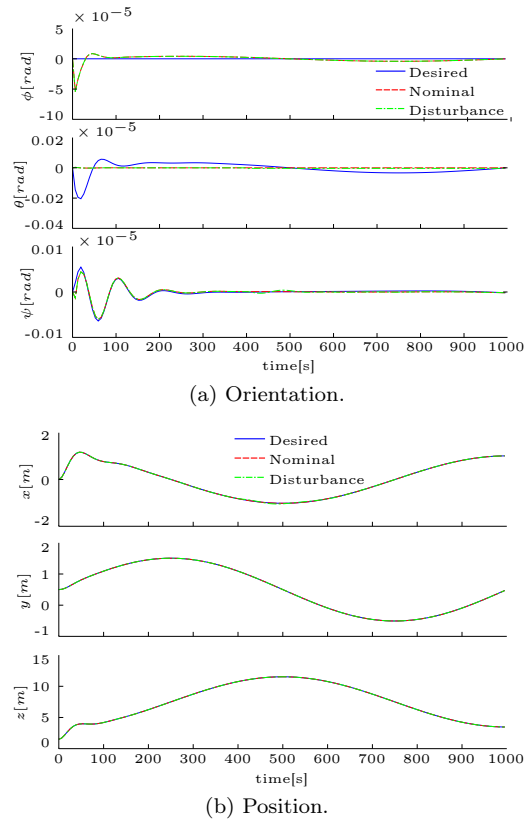 × 10⁻⁵
5
0
-5
-10
ϕ[rad]
Desired
Nominal
Disturbance
× 10⁻⁵
0.02
0
-0.02
-0.04
θ[rad]
× 10⁻⁵
0.01
0
-0.01
ψ[rad]
0 100 200 300 400 500 600 700 800 900 1000
time[s]
(a) Orientation.
2
0
-2
x[m]
Desired
Nominal
Disturbance
2
1
0
-1
y[m]
15
10
5
0
z[m]
0 100 200 300 400 500 600 700 800 900 1000
time[s]
(b) Position.